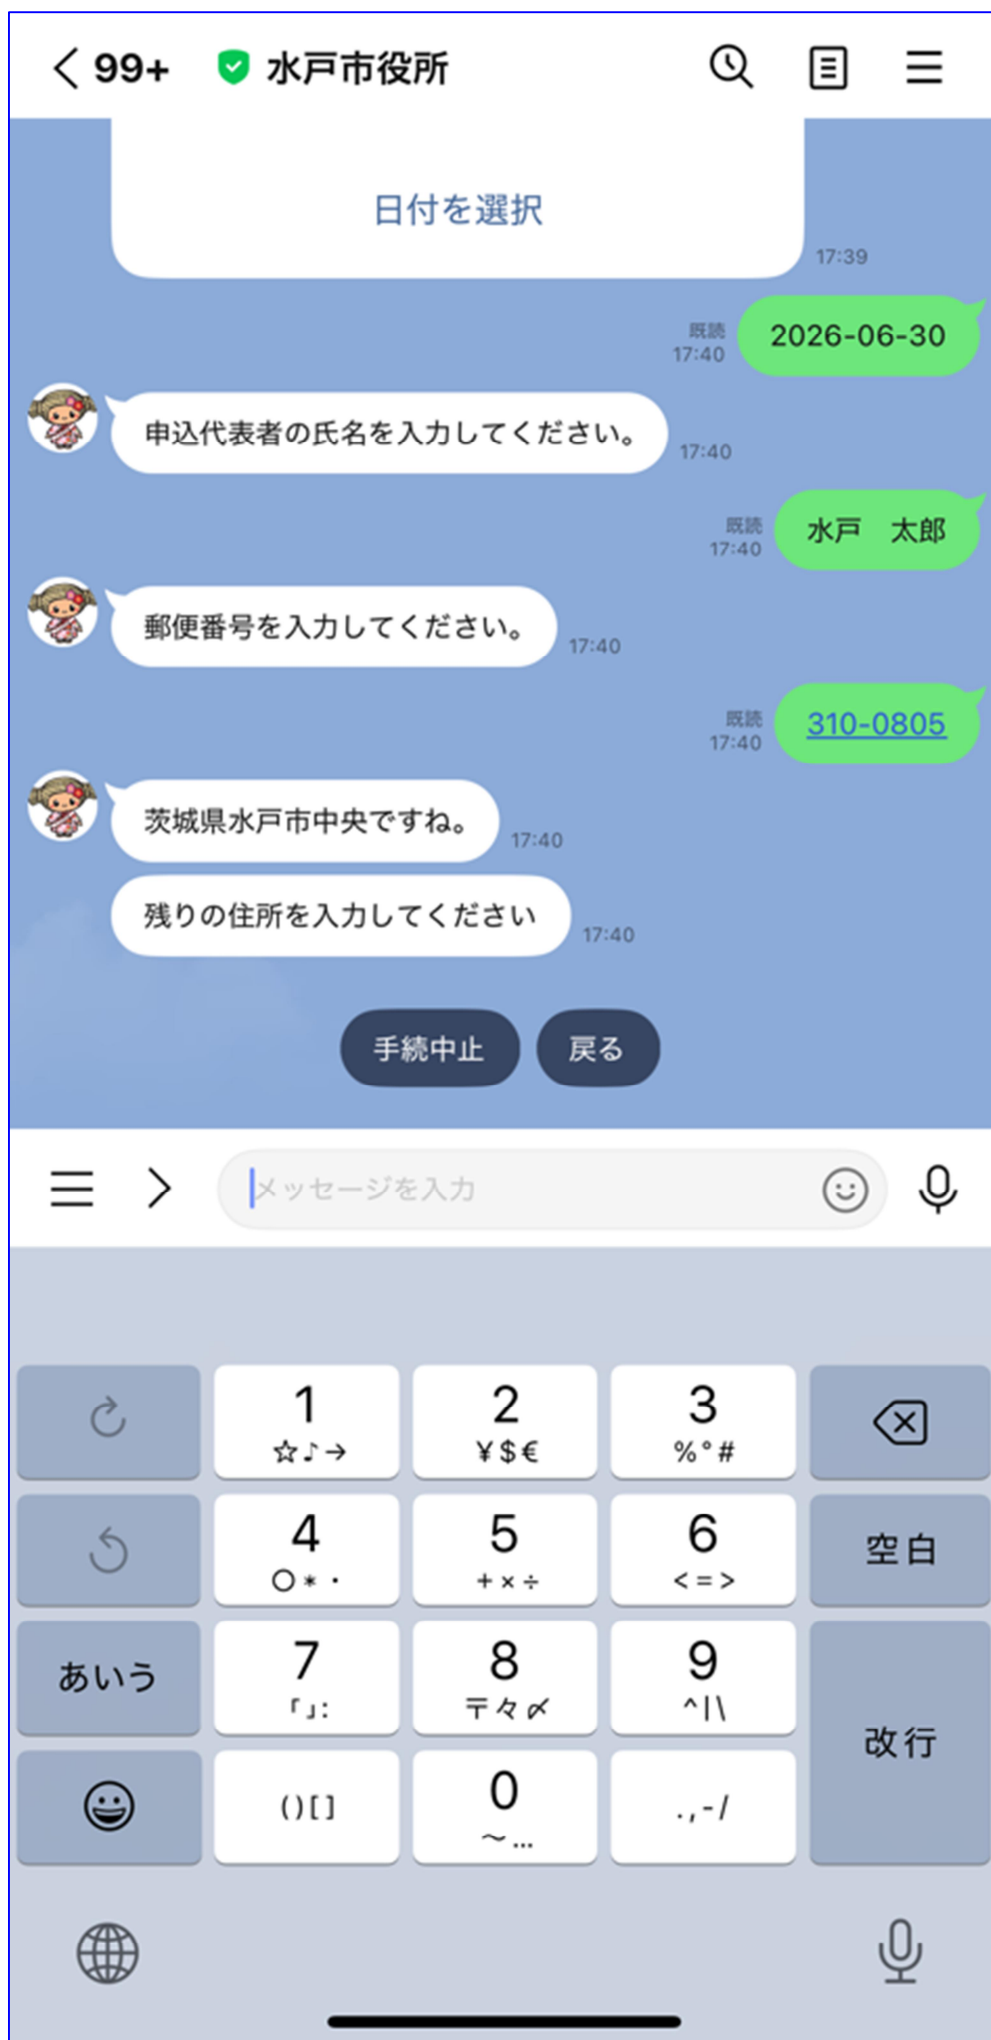 99+ 水戸市役所
日付を選択
17:39
既読
17:40
2026-06-30
申込代表者の氏名を入力してください。
17:40
既読
17:40
水戸　太郎
郵便番号を入力してください。
17:40
既読
17:40
310-0805
茨城県水戸市中央ですね。
17:40
残りの住所を入力してください
17:40
手続中止 戻る
メッセージを入力
1 2 3
☆♪→ ¥$€ %°#
4 5 6 空白
○*・ +×÷ <=>
あいう 7 8 9
「」: 〒々〆 ^|\
改行
()[] 0 .,-/
〜…